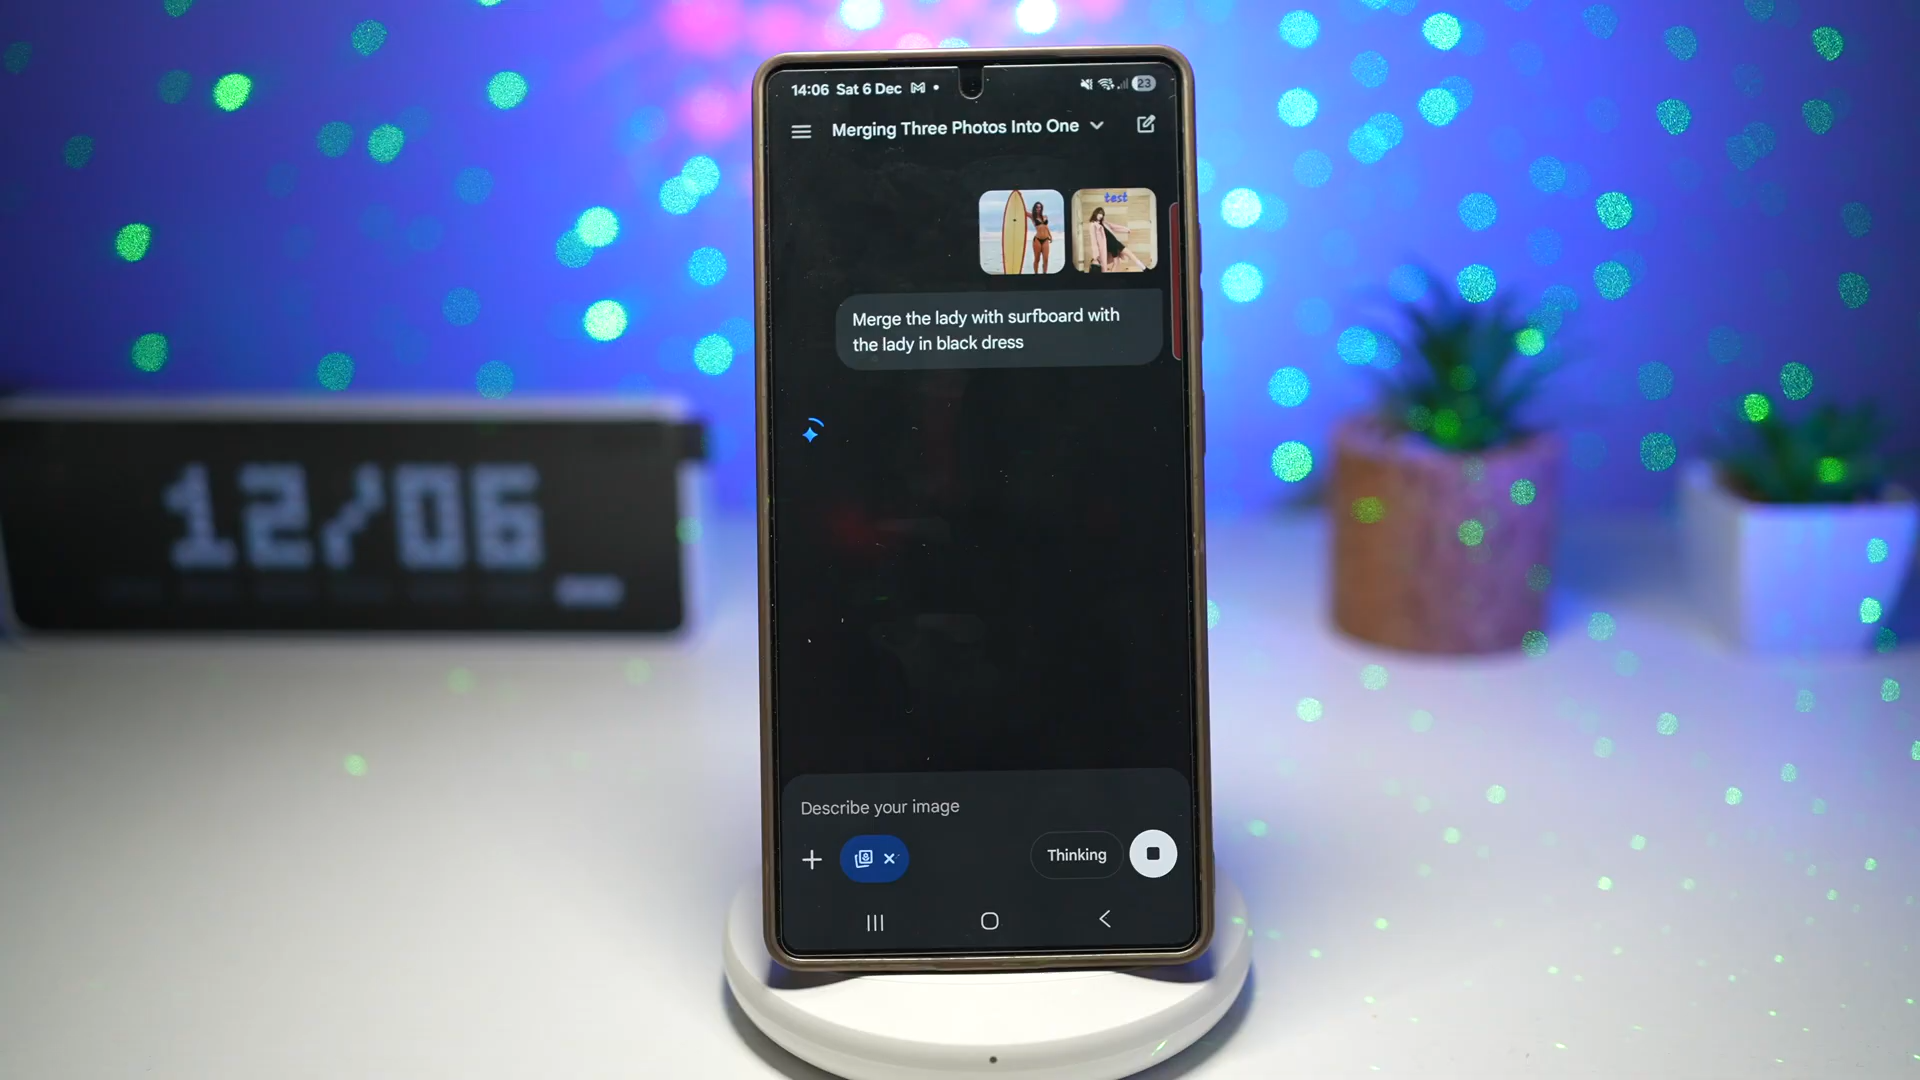 14:06 Sat 6 Dec
23
Merging Three Photos Into One
test
Merge the lady with surfboard with
the lady in black dress
12/06
Describe your image
Thinking